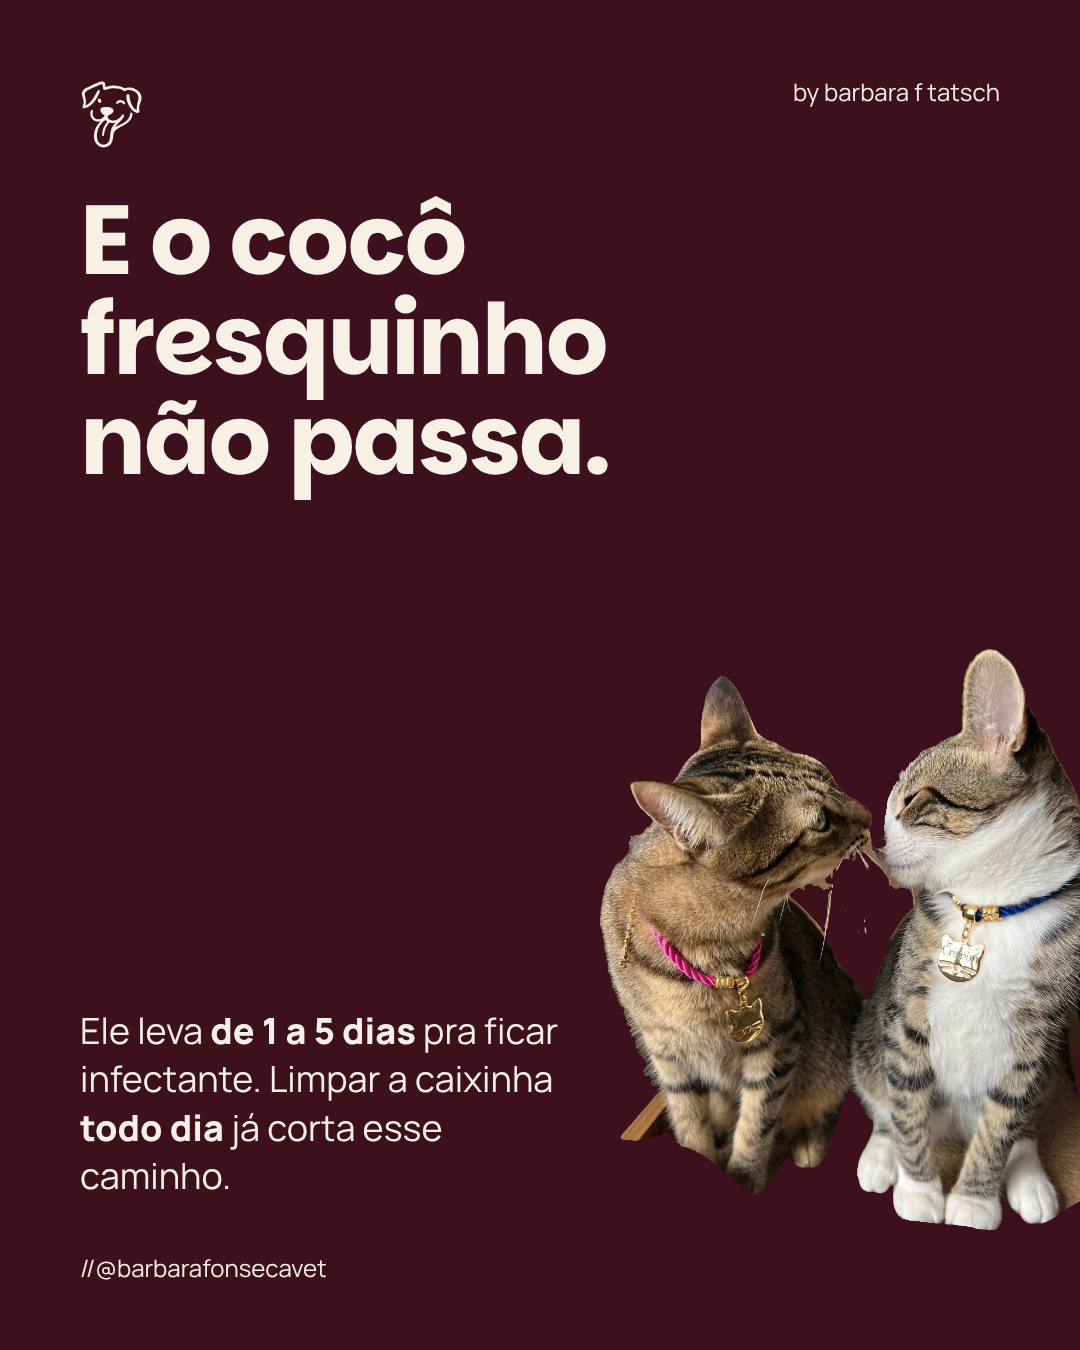 by barbara f tatsch
E o cocô
fresquinho
não passa.
Ele leva de 1 a 5 dias pra ficar
infectante. Limpar a caixinha
todo dia já corta esse
caminho.
//@barbarafonsecavet